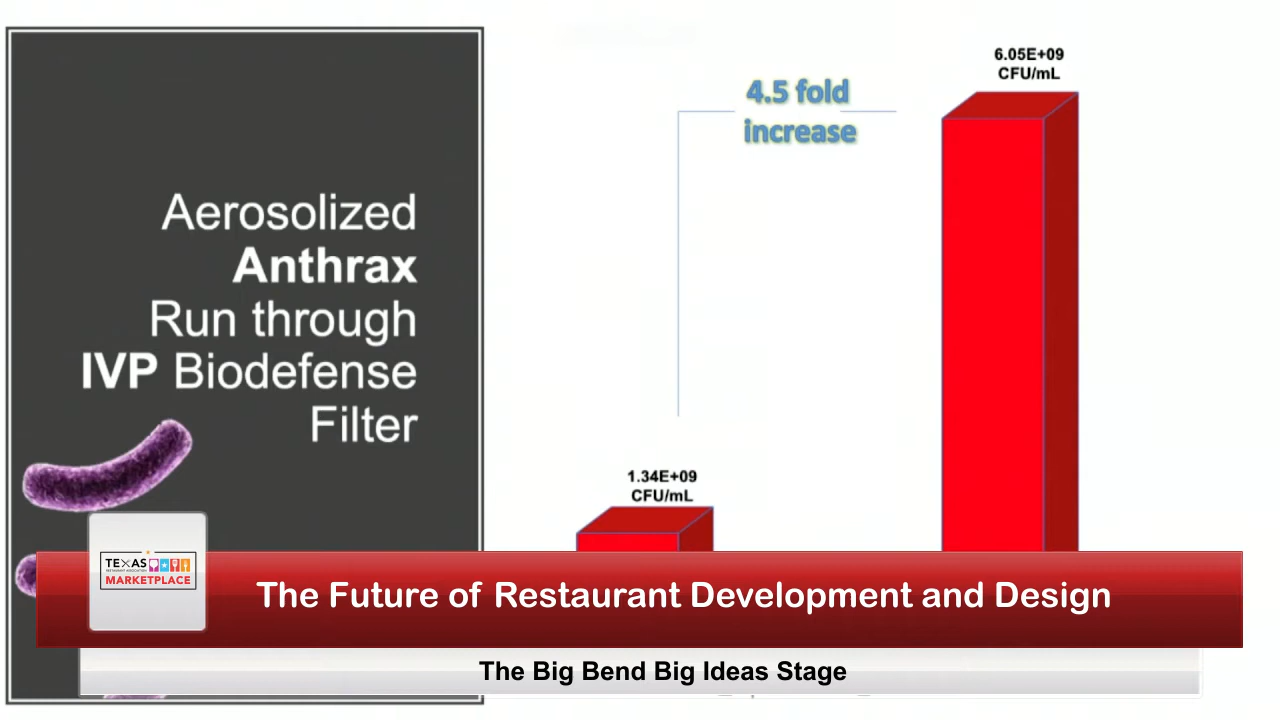 Aerosolized
Anthrax
Run through
IVP Biodefense
Filter
6.05E+09
CFU/mL
4.5 fold
increase
1.34E+09
CFU/mL
TEXAS
MARKETPLACE
The Future of Restaurant Development and Design
The Big Bend Big Ideas Stage